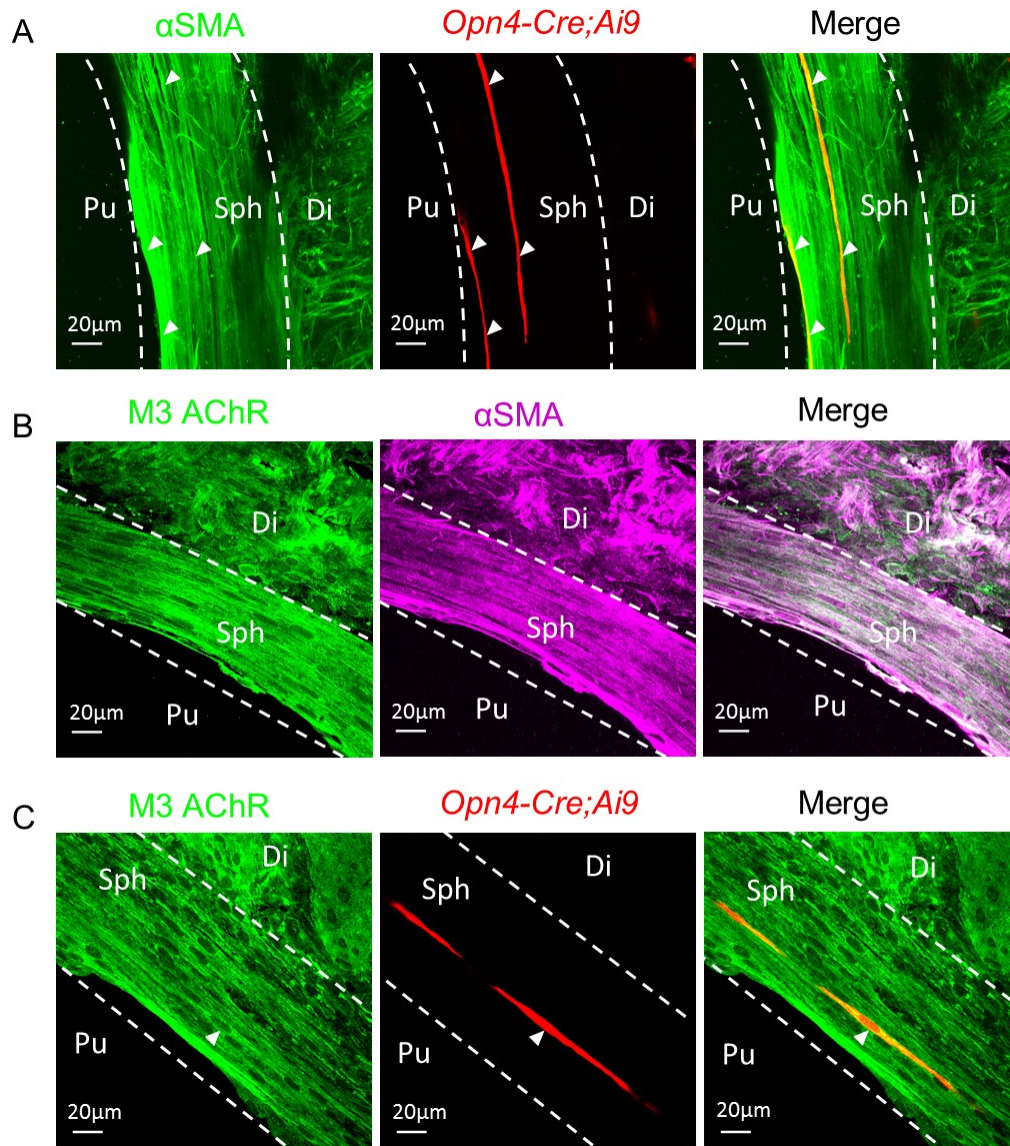 A
αSMA
Opn4-Cre;Ai9
Merge
Pu Sph Di
20µm
Pu Sph Di
20µm
Pu Sph Di
20µm
B
M3 AChR
αSMA
Merge
Di
Sph
Pu
20µm
Di
Sph
Pu
20µm
Di
Sph
Pu
20µm
C
M3 AChR
Opn4-Cre;Ai9
Merge
Di
Sph
Pu
20µm
Di
Sph
Pu
20µm
Di
Sph
Pu
20µm